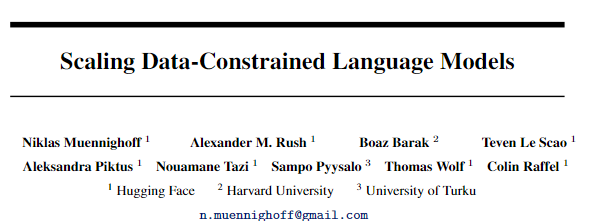 Scaling Data-Constrained Language Models
Niklas Muennighoff 1 Alexander M. Rush 1 Boaz Barak 2 Teven Le Scao 1
Aleksandra Piktus 1 Nouamane Tazi 1 Sampo Pyysalo 3 Thomas Wolf 1 Colin Raffel 1
1 Hugging Face 2 Harvard University 3 University of Turku
n.muennighoff@gmail.com